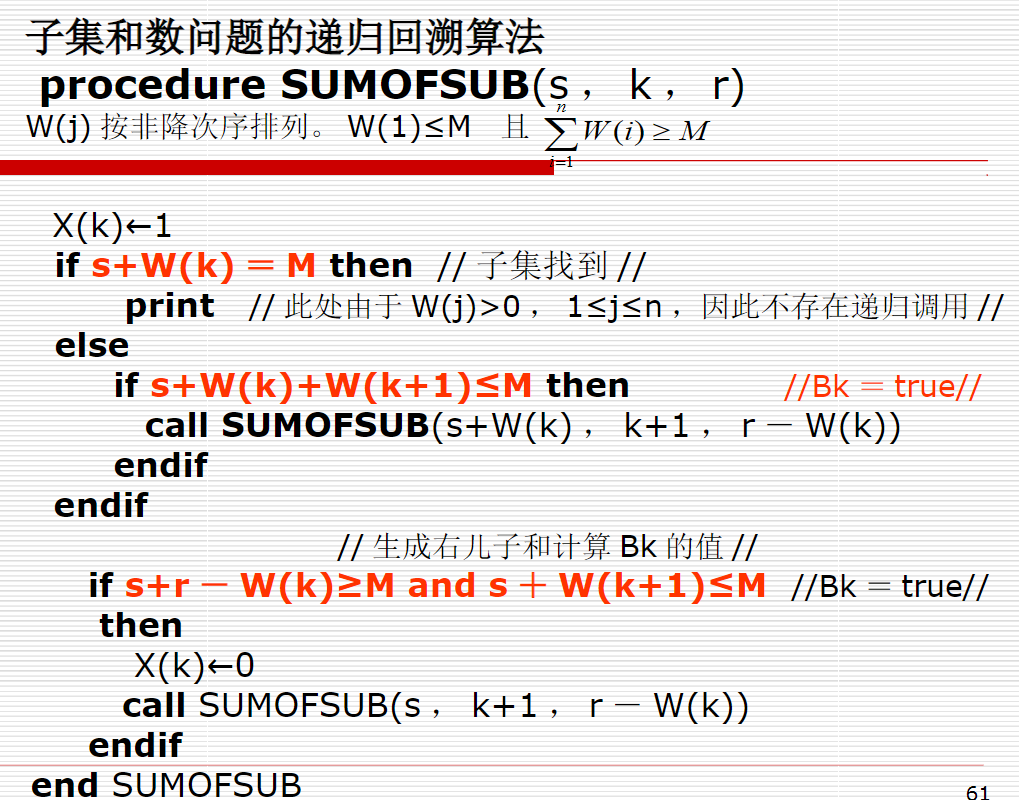 子集和数问题的递归回溯算法
procedure SUMOFSUB(s， k， r)
W(j) 按非降次序排列。 W(1)≤M 且 \sum_{i=1}^{n} W(i) ≥ M
X(k)←1
if s+W(k)＝M then // 子集找到 //
print // 此处由于 W(j)>0， 1≤j≤n，因此不存在递归调用 //
else
if s+W(k)+W(k+1)≤M then //Bk＝true//
call SUMOFSUB(s+W(k)， k+1， r－W(k))
endif
endif
// 生成右儿子和计算 Bk 的值 //
if s+r－W(k)≥M and s＋W(k+1)≤M //Bk＝true//
then
X(k)←0
call SUMOFSUB(s， k+1， r－W(k))
endif
end SUMOFSUB
61